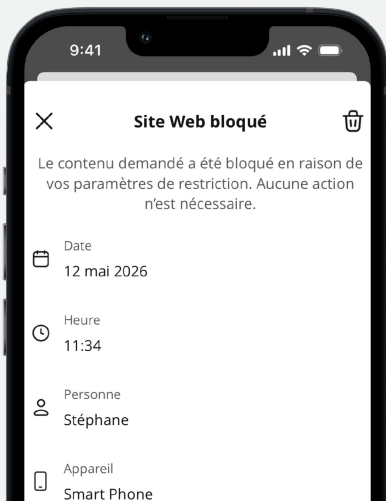 9:41
Site Web bloqué
Le contenu demandé a été bloqué en raison de
vos paramètres de restriction. Aucune action
n'est nécessaire.
Date
12 mai 2026
Heure
11:34
Personne
Stéphane
Appareil
Smart Phone